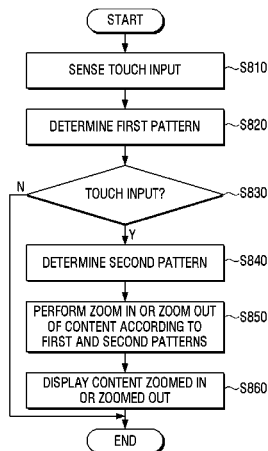 START
SENSE TOUCH INPUT
S810
DETERMINE FIRST PATTERN
S820
TOUCH INPUT?
S830
N
Y
DETERMINE SECOND PATTERN
S840
PERFORM ZOOM IN OR ZOOM OUT
OF CONTENT ACCORDING TO
FIRST AND SECOND PATTERNS
S850
DISPLAY CONTENT ZOOMED IN
OR ZOOMED OUT
S860
END